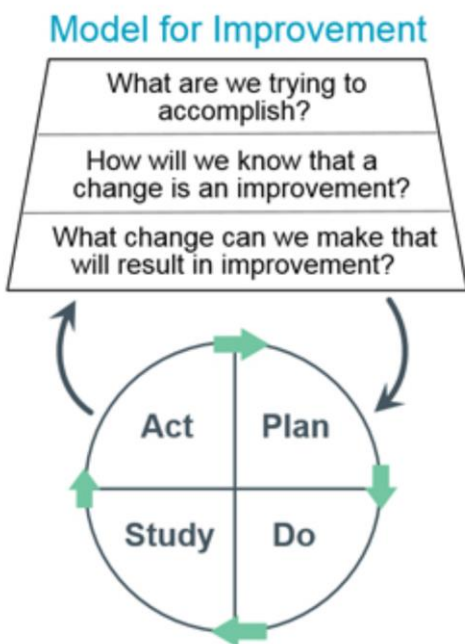 Model for Improvement
What are we trying to
accomplish?
How will we know that a
change is an improvement?
What change can we make that
will result in improvement?
Act
Plan
Study
Do